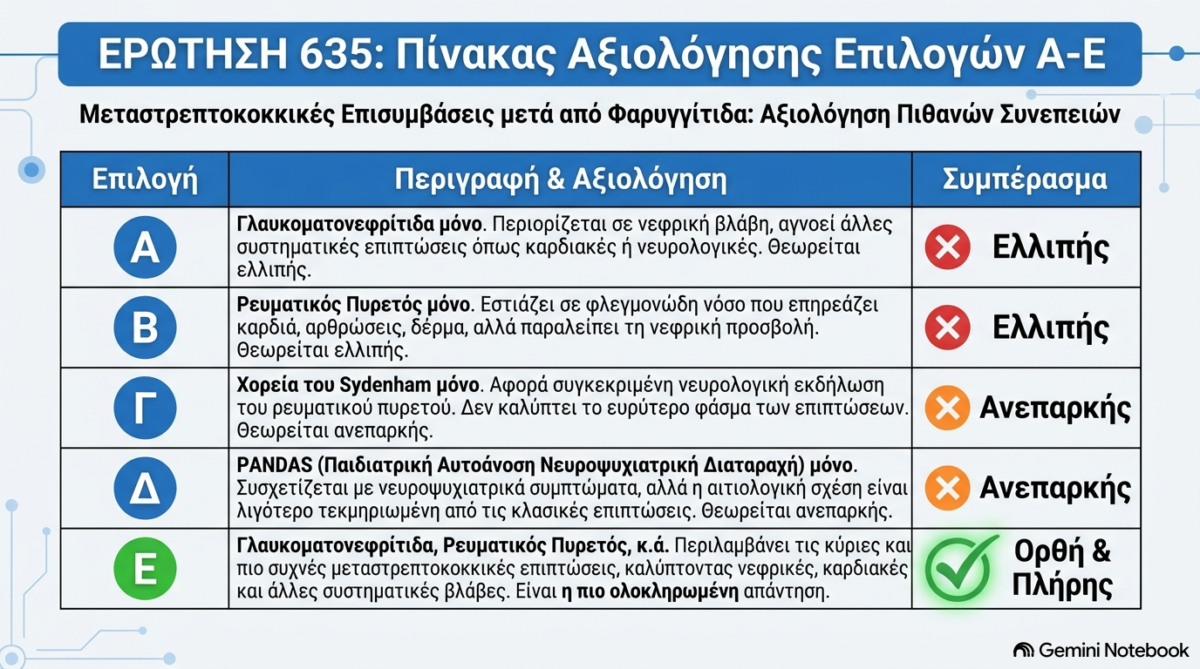 ΕΡΩΤΗΣΗ 635: Πίνακας Αξιολόγησης Επιλογών Α-Ε
Μεταστρεπτοκοκκικές Επισυμβάσεις μετά από Φαρυγγίτιδα: Αξιολόγηση Πιθανών Συνεπειών
Επιλογή
Περιγραφή & Αξιολόγηση
Συμπέρασμα
Α
Γλαυκοματονεφρίτιδα μόνο. Περιορίζεται σε νεφρική βλάβη, αγνοεί άλλες
συστηματικές επιπτώσεις όπως καρδιακές ή νευρολογικές. Θεωρείται
ελλιπής.
Ελλιπής
Β
Ρευματικός Πυρετός μόνο. Εστιάζει σε φλεγμονώδη νόσο που επηρεάζει
καρδιά, αρθρώσεις, δέρμα, αλλά παραλείπει τη νεφρική προσβολή.
Θεωρείται ελλιπής.
Ελλιπής
Γ
Χορεία του Sydenham μόνο. Αφορά συγκεκριμένη νευρολογική εκδήλωση
του ρευματικού πυρετού. Δεν καλύπτει το ευρύτερο φάσμα των επιπτώσεων.
Θεωρείται ανεπαρκής.
Ανεπαρκής
Δ
PANDAS (Παιδιατρική Αυτοάνοση Νευροψυχιατρική Διαταραχή) μόνο.
Συσχετίζεται με νευροψυχιατρικά συμπτώματα, αλλά η αιτιολογική σχέση είναι
λιγότερο τεκμηριωμένη από τις κλασικές επιπτώσεις. Θεωρείται ανεπαρκής.
Ανεπαρκής
Ε
Γλαυκοματονεφρίτιδα, Ρευματικός Πυρετός, κ.ά. Περιλαμβάνει τις κύριες και
πιο συχνές μεταστρεπτοκοκκικές επιπτώσεις, καλύπτοντας νεφρικές, καρδιακές
και άλλες συστηματικές βλάβες. Είναι η πιο ολοκληρωμένη απάντηση.
Ορθή &
Πλήρης
Gemini Notebook